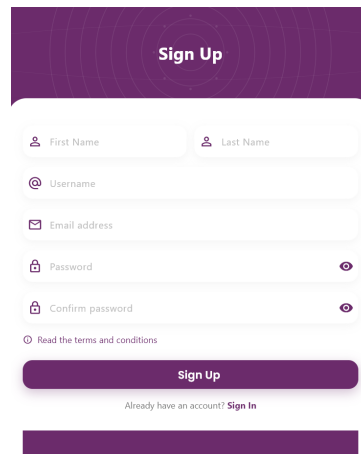 Sign Up
First Name
Last Name
Username
Email address
Password
Confirm password
Read the terms and conditions
Sign Up
Already have an account? Sign In